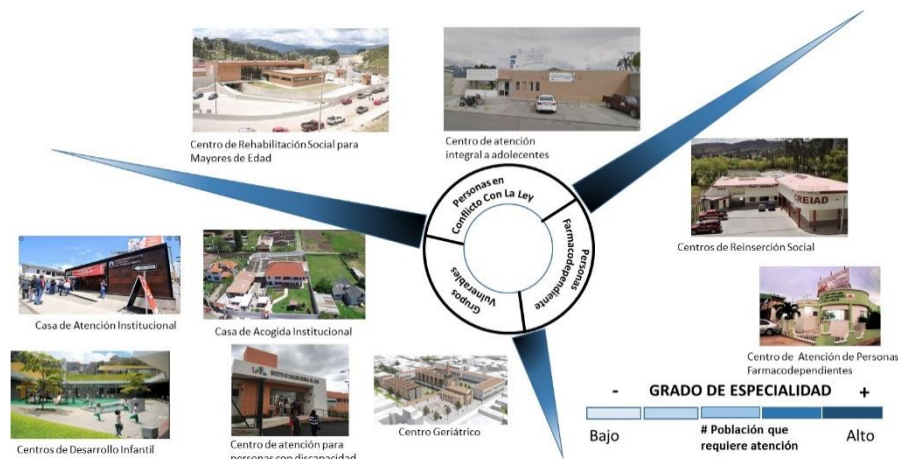 Centro de Rehabilitación Social para
Mayores de Edad
Centro de atención
integral a adolecentes
Personas en
Conflicto Con La Ley
Personas
Farmacodependiente
Grupos
Vulnerables
CREIAD
Centros de Reinserción Social
Casa de Atención Institucional
Casa de Acogida Institucional
Centro de Atención de Personas
Farmacodependientes
Centros de Desarrollo Infantil
Centro de atención para
personas con discapacidad
Centro Geriátrico
- GRADO DE ESPECIALIDAD +
Bajo
# Población que
requiere atención
Alto